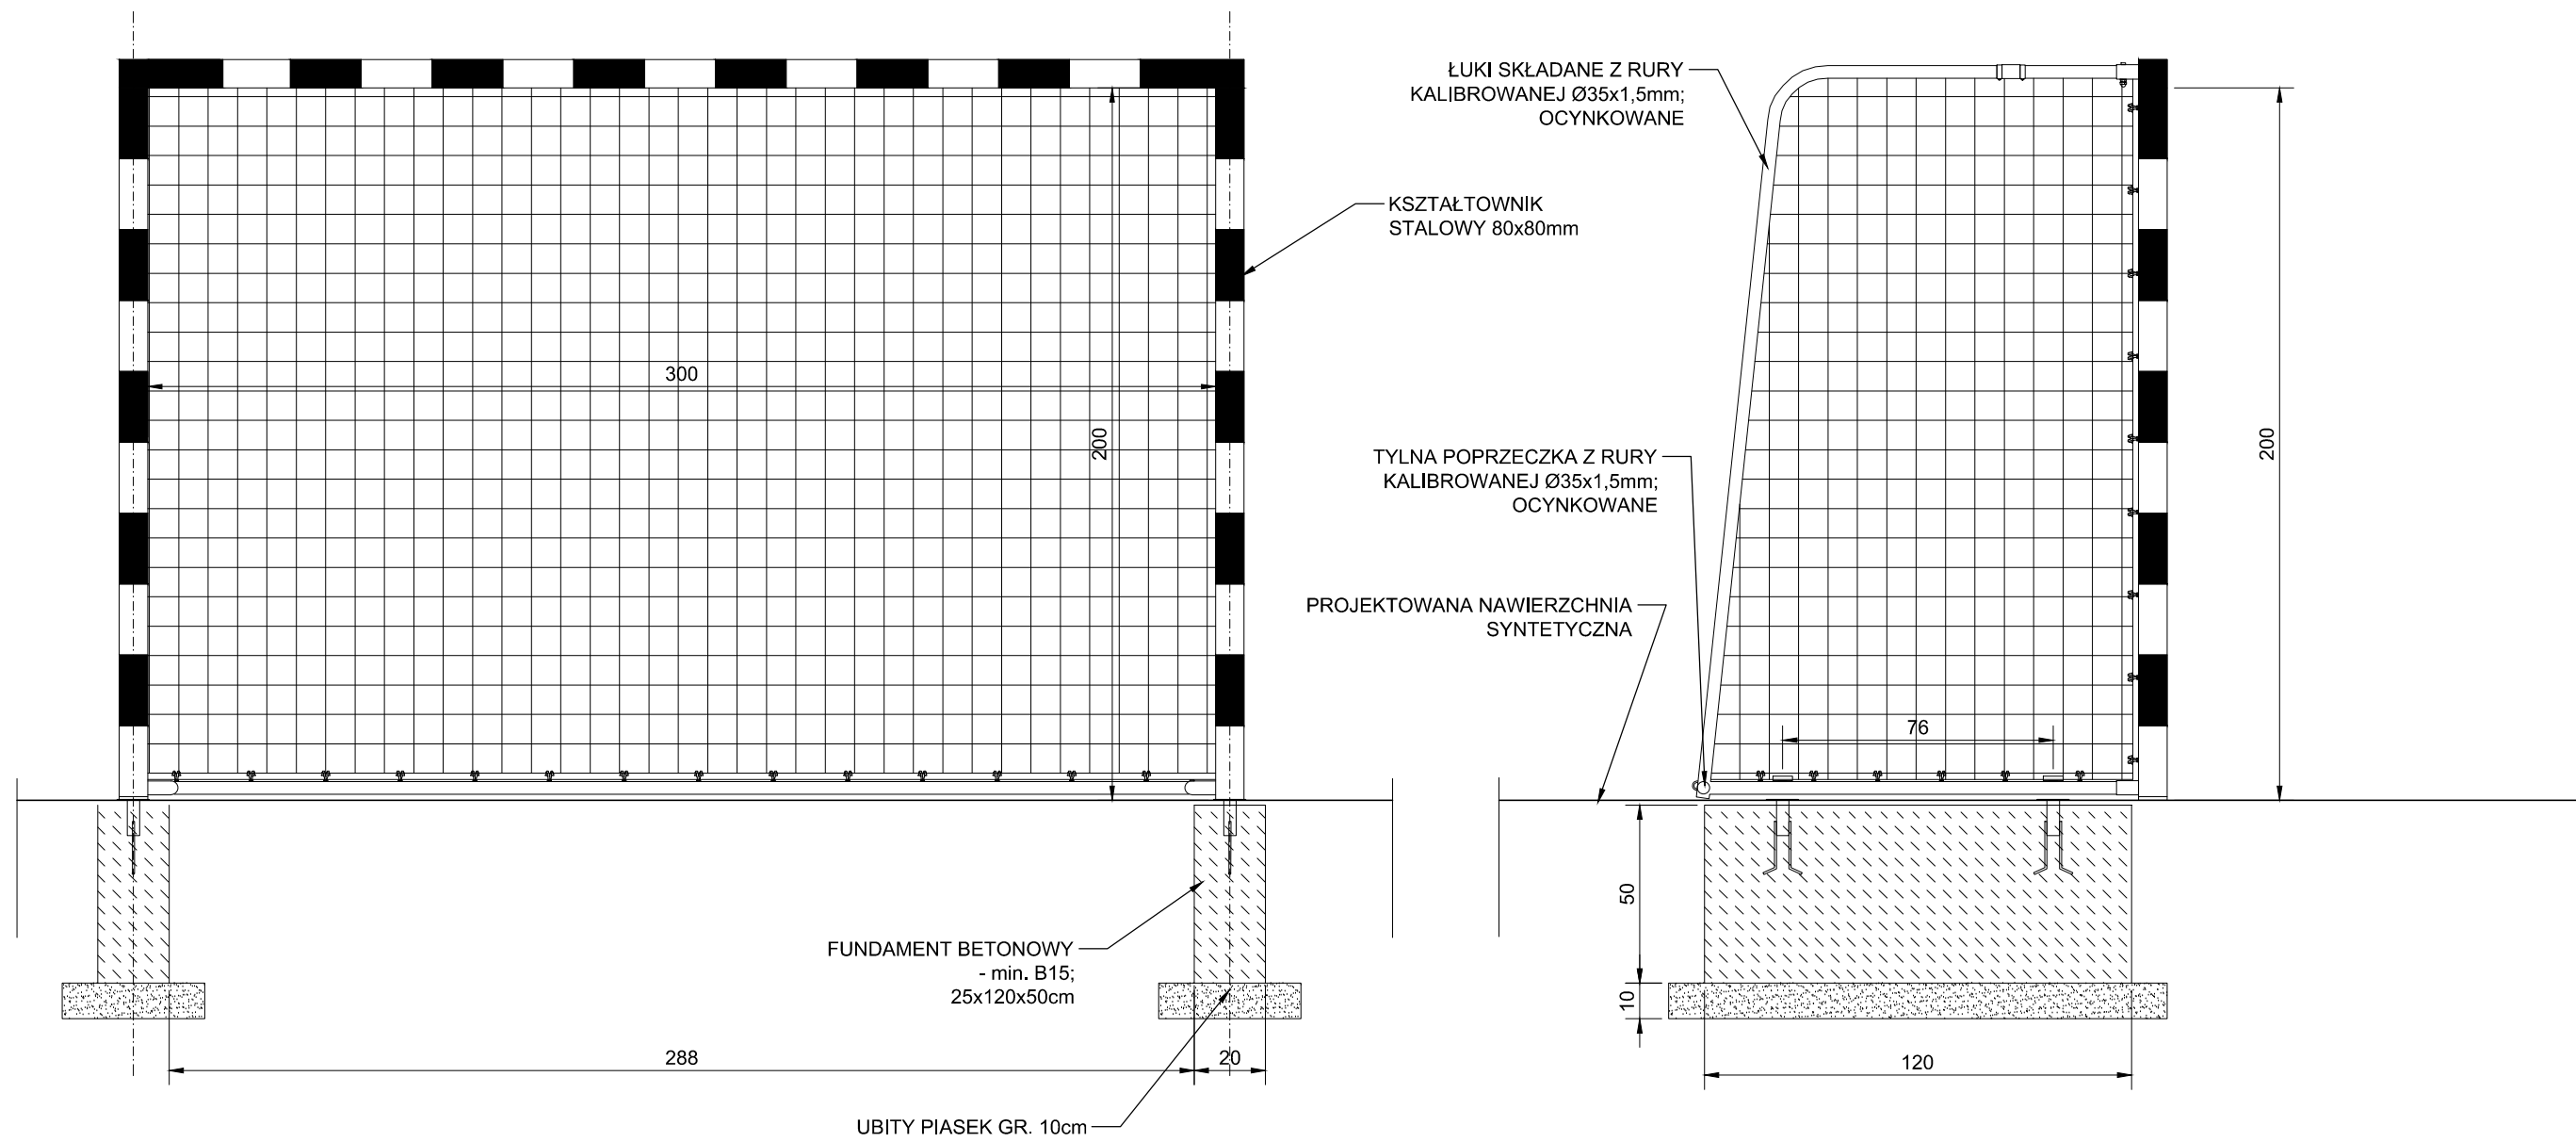 ŁUKI SKŁADANE Z RURY
KALIBROWANEJ Ø35x1,5mm;
OCYNKOWANE
KSZTAŁTOWNIK
STALOWY 80x80mm
300
200
200
TYLNA POPRZECZKA Z RURY
KALIBROWANEJ Ø35x1,5mm;
OCYNKOWANE
PROJEKTOWANA NAWIERZCHNIA
SYNTETYCZNA
76
50
FUNDAMENT BETONOWY
- min. B15;
25x120x50cm
10
288
20
120
UBITY PIASEK GR. 10cm